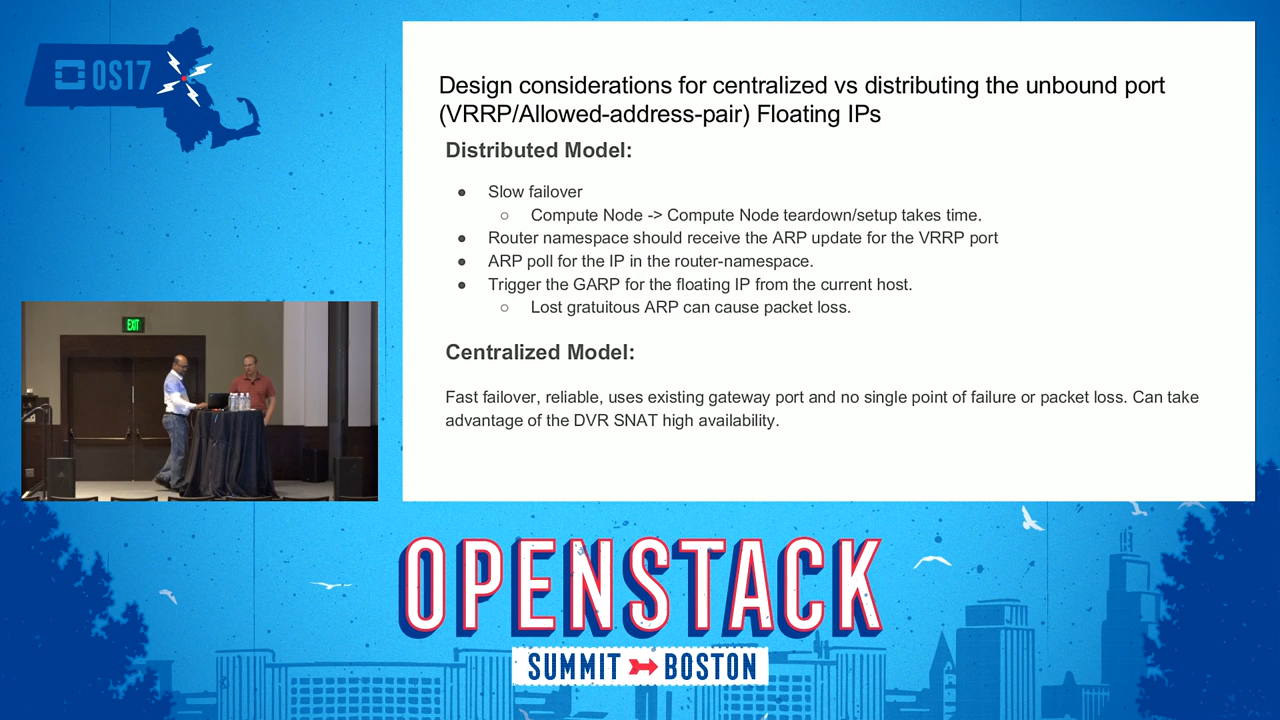 OS17
Design considerations for centralized vs distributing the unbound port
(VRRP/Allowed-address-pair) Floating IPs
Distributed Model:
● Slow failover
○ Compute Node -> Compute Node teardown/setup takes time.
● Router namespace should receive the ARP update for the VRRP port
● ARP poll for the IP in the router-namespace.
● Trigger the GARP for the floating IP from the current host.
○ Lost gratuitous ARP can cause packet loss.
Centralized Model:
Fast failover, reliable, uses existing gateway port and no single point of failure or packet loss. Can take
advantage of the DVR SNAT high availability.
EXIT
OPENSTACK
SUMMIT BOSTON